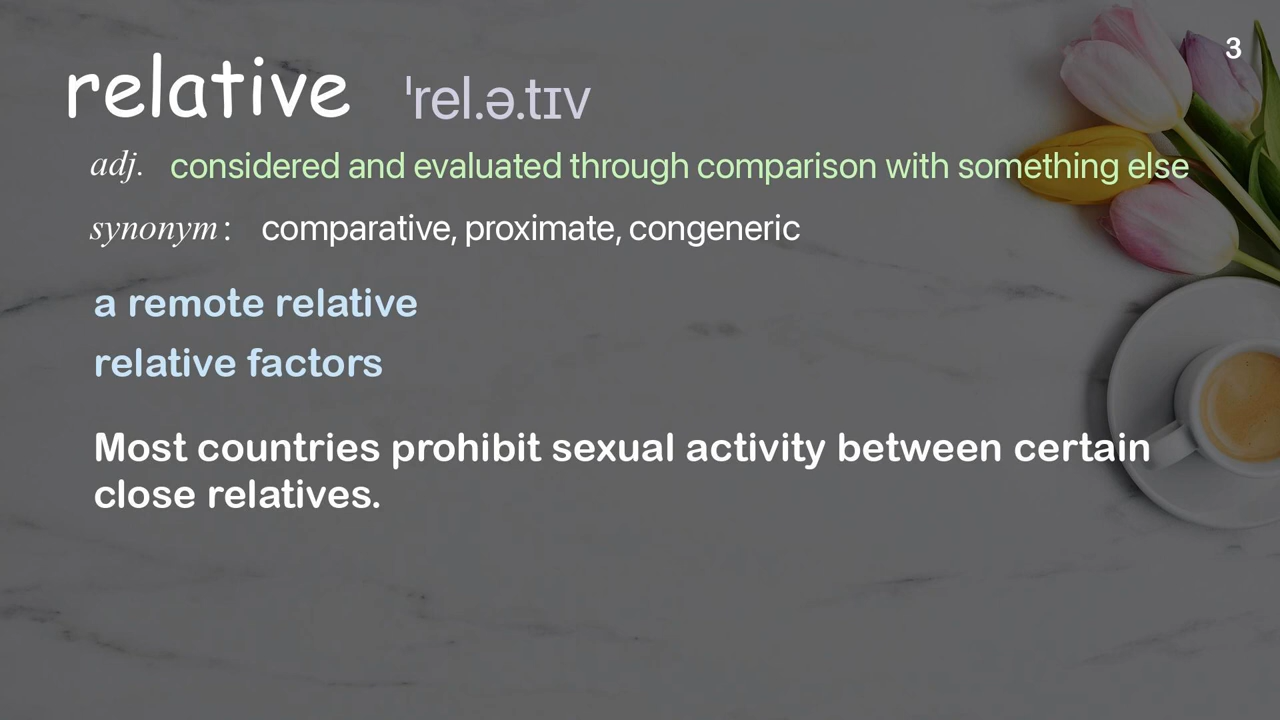 3
relative ˈrel.ə.tɪv
adj. considered and evaluated through comparison with something else
synonym: comparative, proximate, congeneric
a remote relative
relative factors
Most countries prohibit sexual activity between certain
close relatives.